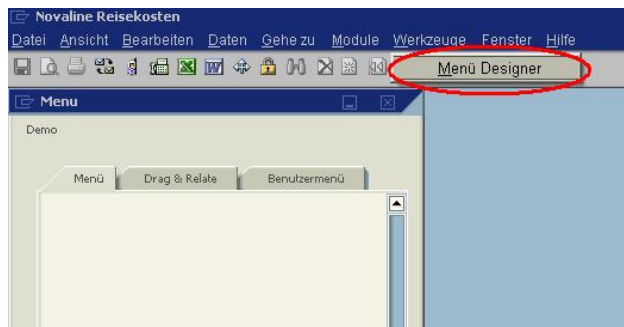 Novaline Reisekosten
Datei Ansicht Bearbeiten Daten Gehe zu Module Werkzeuge Fenster Hilfe
Menü Designer
Menu
Demo
Menü Drag & Relate Benutzermenü